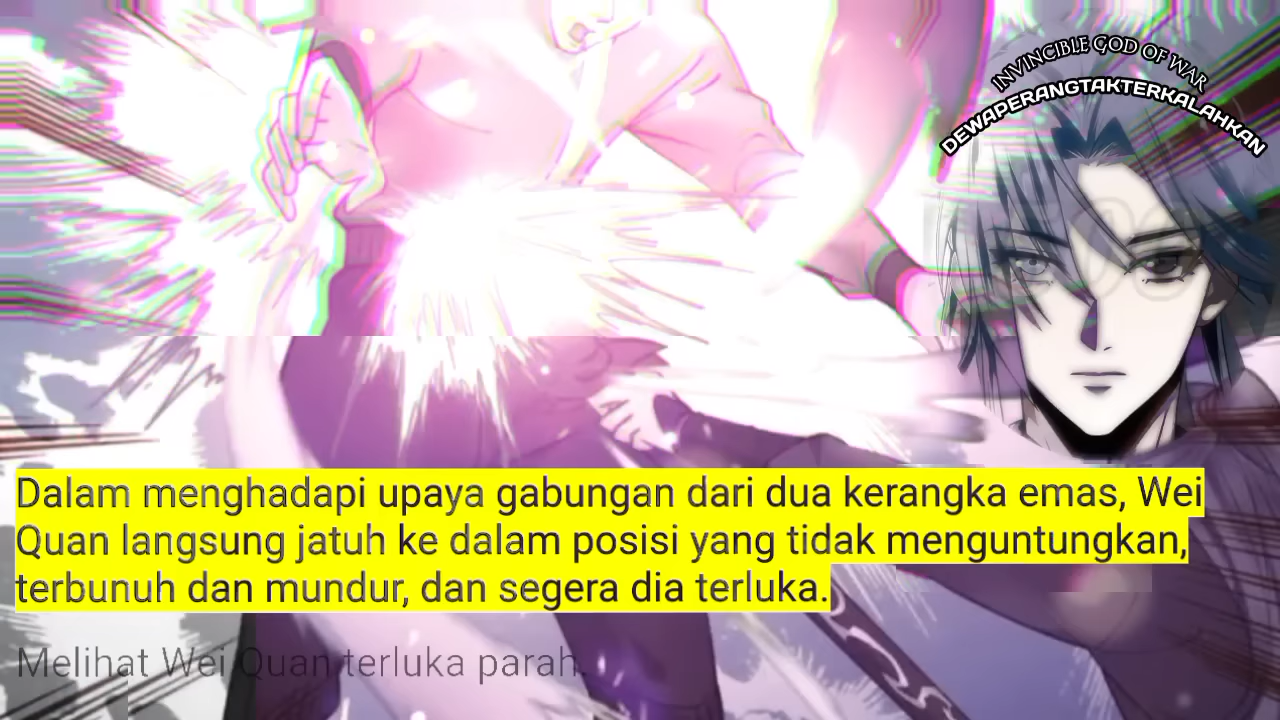 INVINCIBLE GOD OF WAR
DEWAPERANGTAKTERKALAHKAN
Dalam menghadapi upaya gabungan dari dua kerangka emas, Wei
Quan langsung jatuh ke dalam posisi yang tidak menguntungkan,
terbunuh dan mundur, dan segera dia terluka.
Melihat Wei Quan terluka parah.